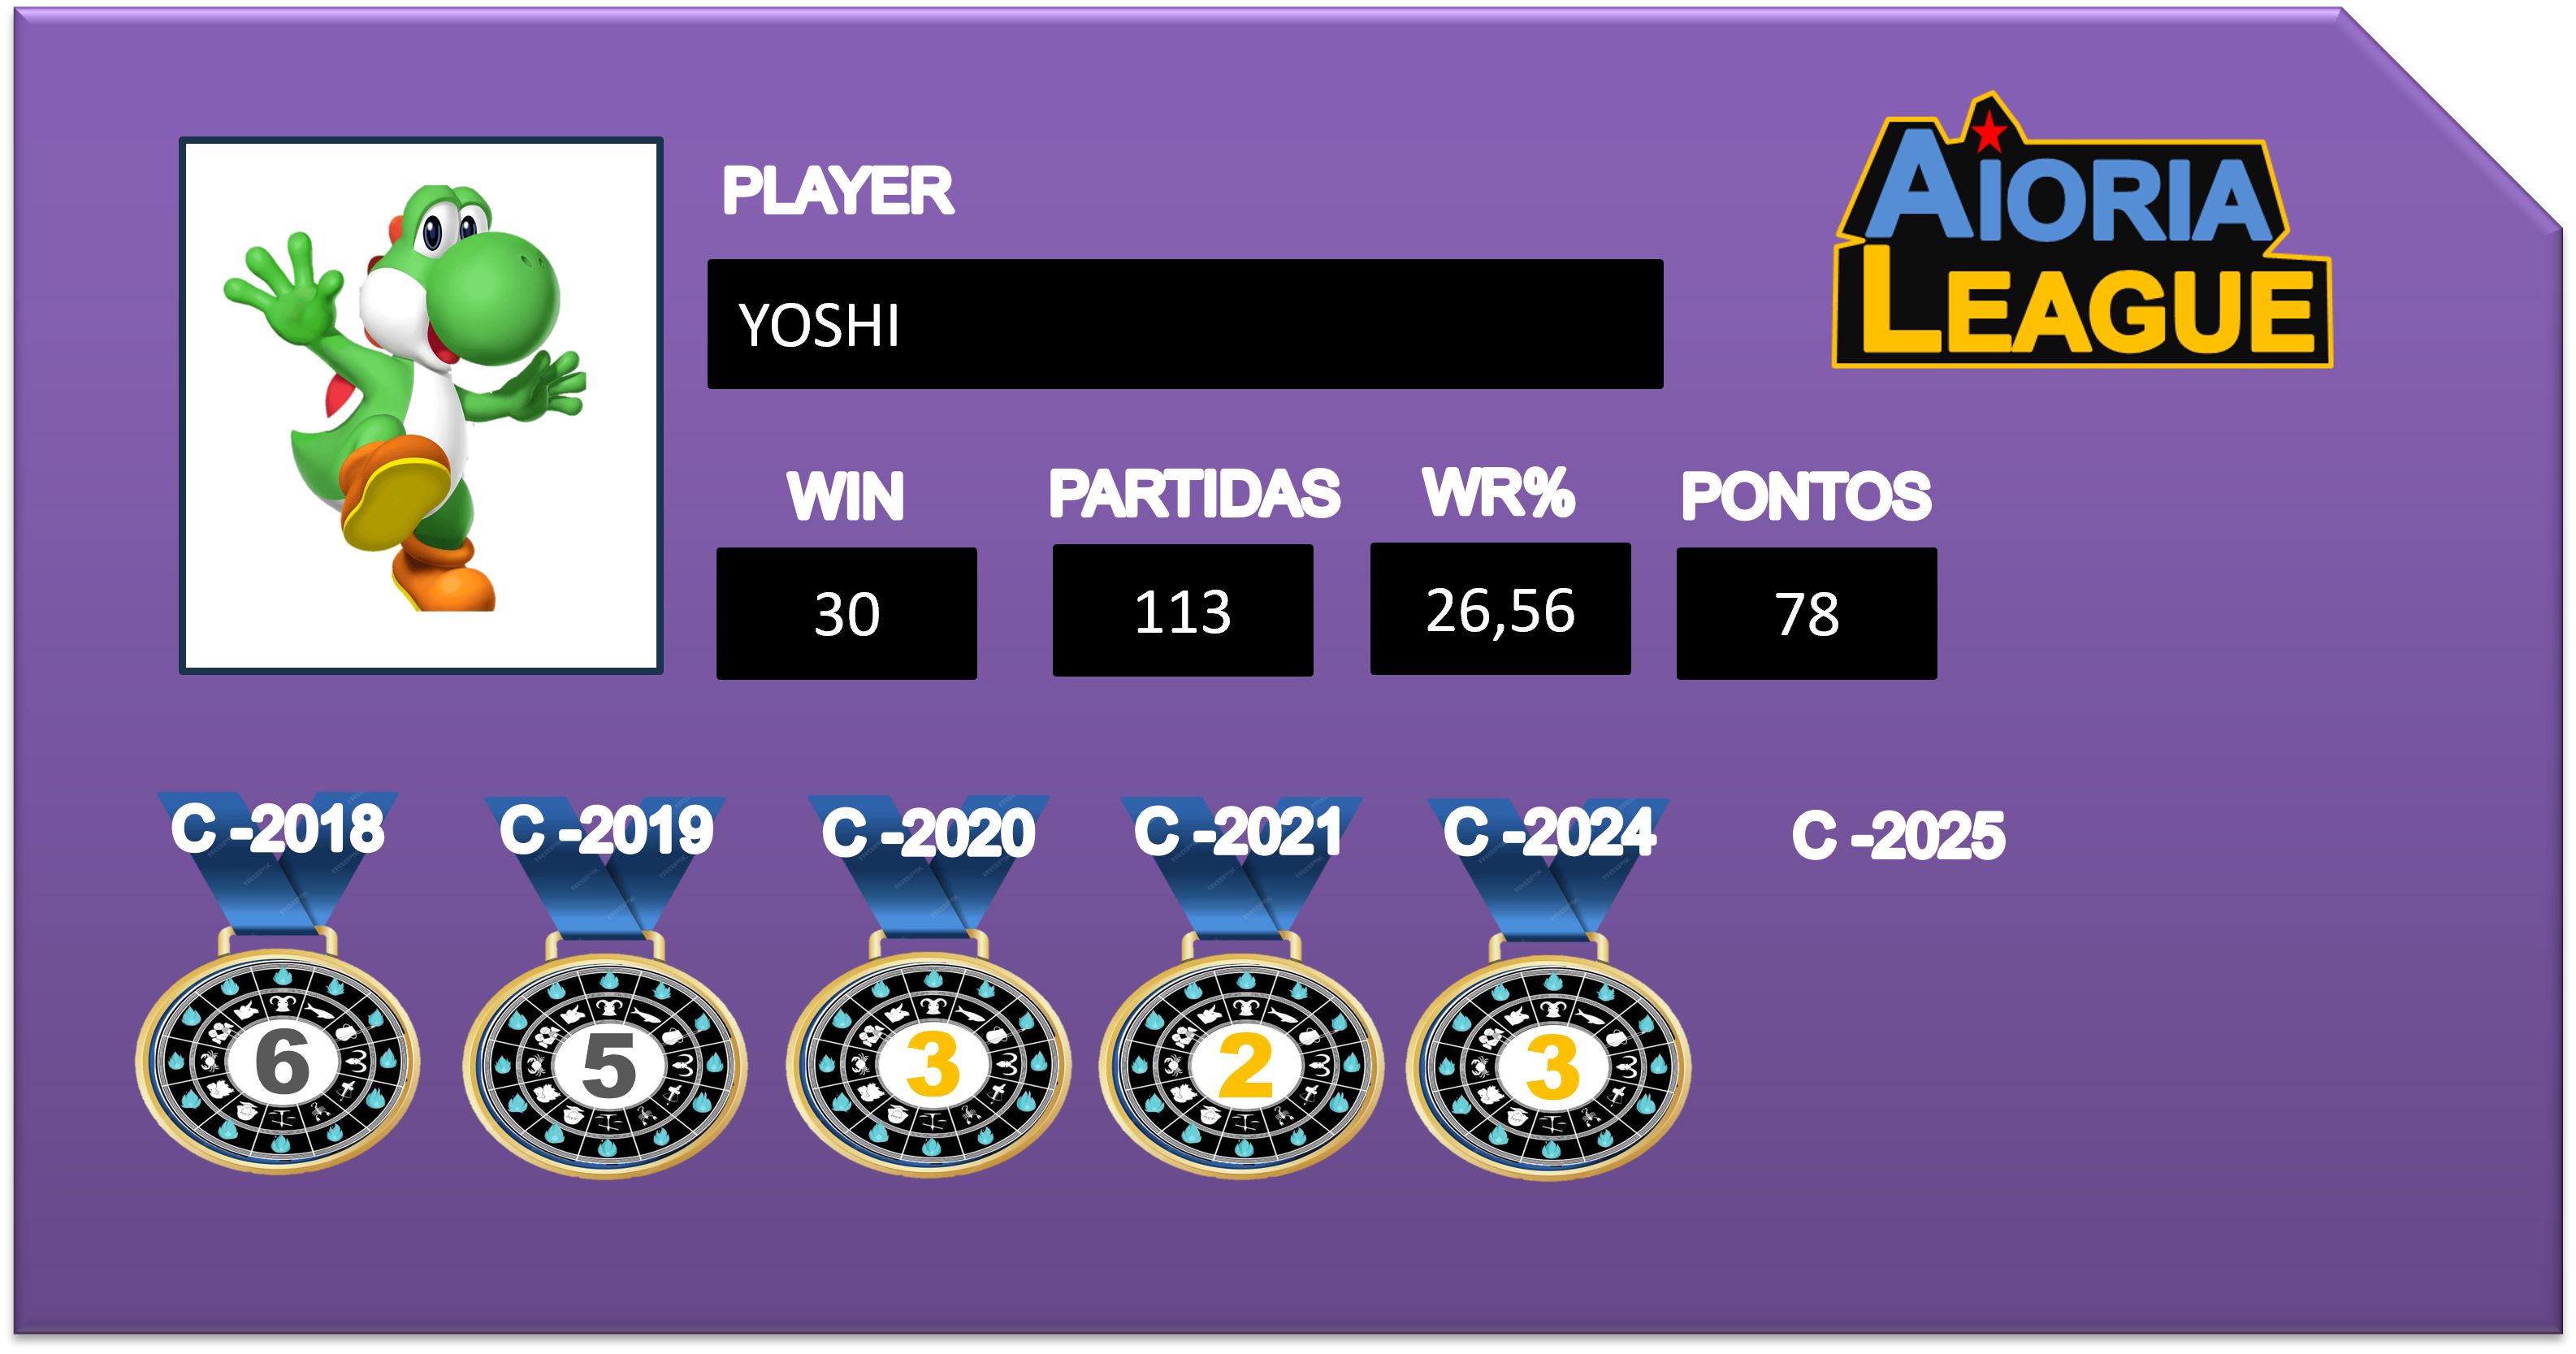 AIORIA
LEAGUE
PLAYER
YOSHI
WIN PARTIDAS WR% PONTOS
30 113 26,56 78
C -2018 C -2019 C -2020 C -2021 C -2024 C -2025
6 5 3 2 3